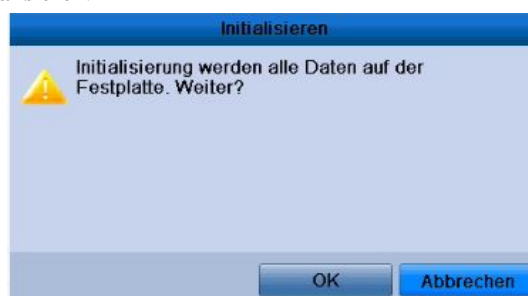 Initialisieren
Initialisierung werden alle Daten auf der
Festplatte. Weiter?
OK
Abbrechen